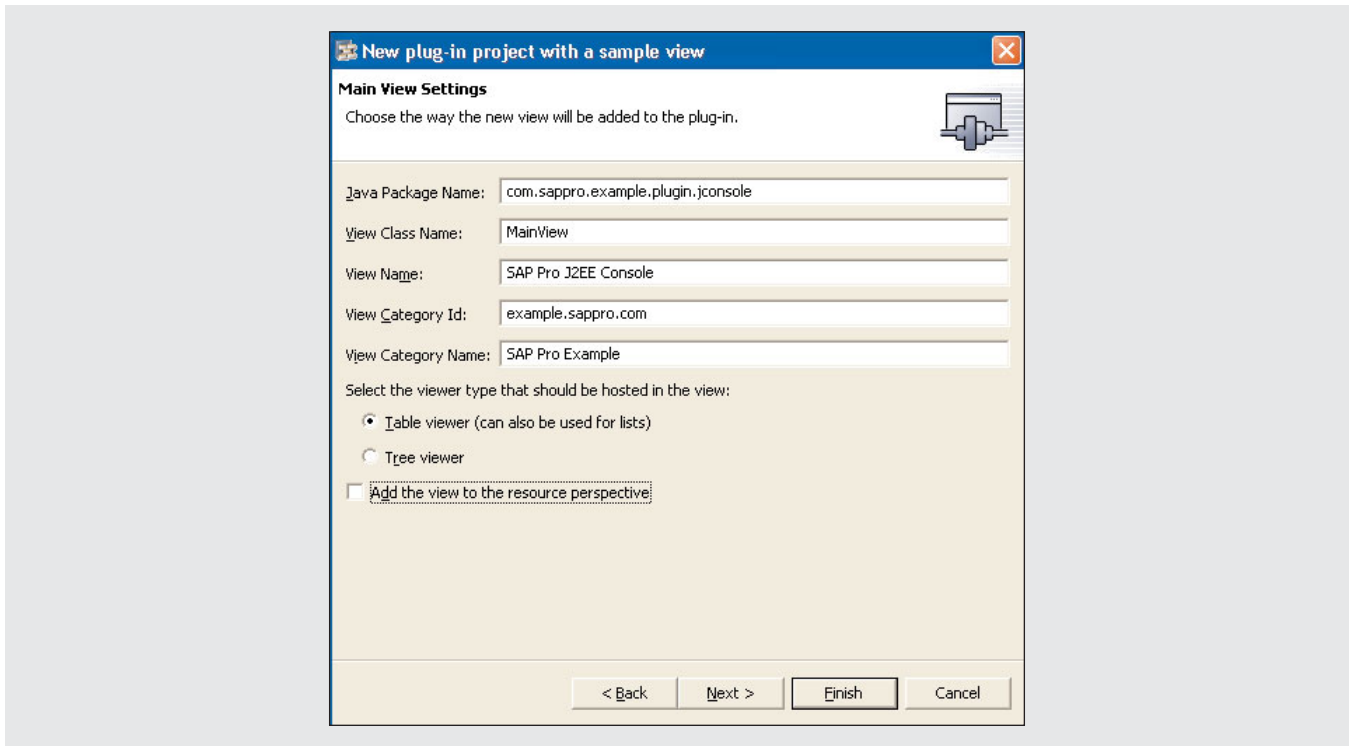 New plug-in project with a sample view
Main View Settings
Choose the way the new view will be added to the plug-in.
Java Package Name: com.sappro.example.plugin.jconsole
View Class Name: MainView
View Name: SAP Pro J2EE Console
View Category Id: example.sappro.com
View Category Name: SAP Pro Example
Select the viewer type that should be hosted in the view:
Table viewer (can also be used for lists)
Tree viewer
Add the view to the resource perspective
< Back Next > Finish Cancel